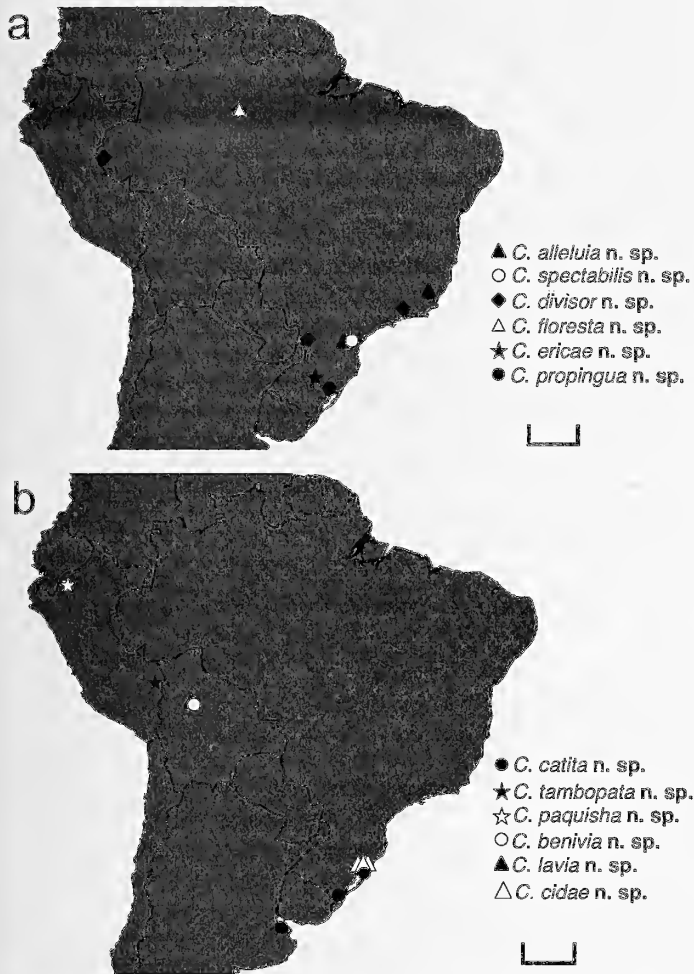 a
C. alleluia n. sp.
C. spectabilis n. sp.
C. divisor n. sp.
C. floresta n. sp.
C. ericae n. sp.
C. propingua n. sp.
b
C. catita n. sp.
C. tambopata n. sp.
C. paquisha n. sp.
C. benivia n. sp.
C. lavia n. sp.
C. cidae n. sp.